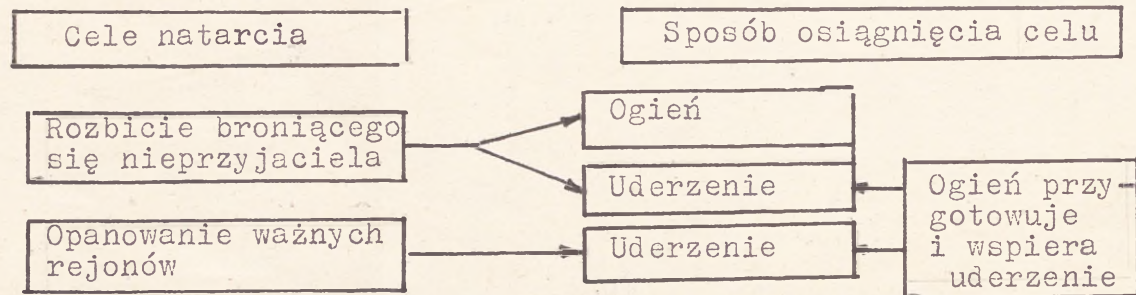 Cele natarcia
Sposób osiągnięcia celu
Rozbicie broniącego
się nieprzyjaciela
Ogień
Uderzenie
Opanowanie ważnych
rejonów
Uderzenie
Ogień przy-
gotowuje
i wspiera
uderzenie